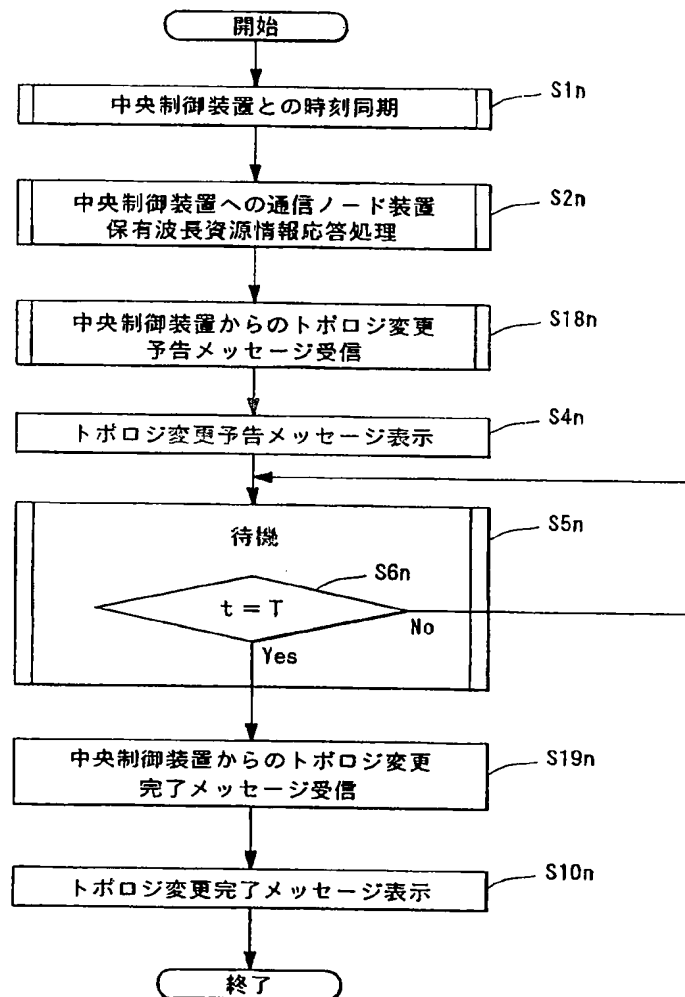 開始
中央制御装置との時刻同期
S1n
中央制御装置への通信ノード装置
保有波長資源情報応答処理
S2n
中央制御装置からのトポロジ変更
予告メッセージ受信
S18n
トポロジ変更予告メッセージ表示
S4n
待機
S5n
S6n
t = T
No
Yes
中央制御装置からのトポロジ変更
完了メッセージ受信
S19n
トポロジ変更完了メッセージ表示
S10n
終了